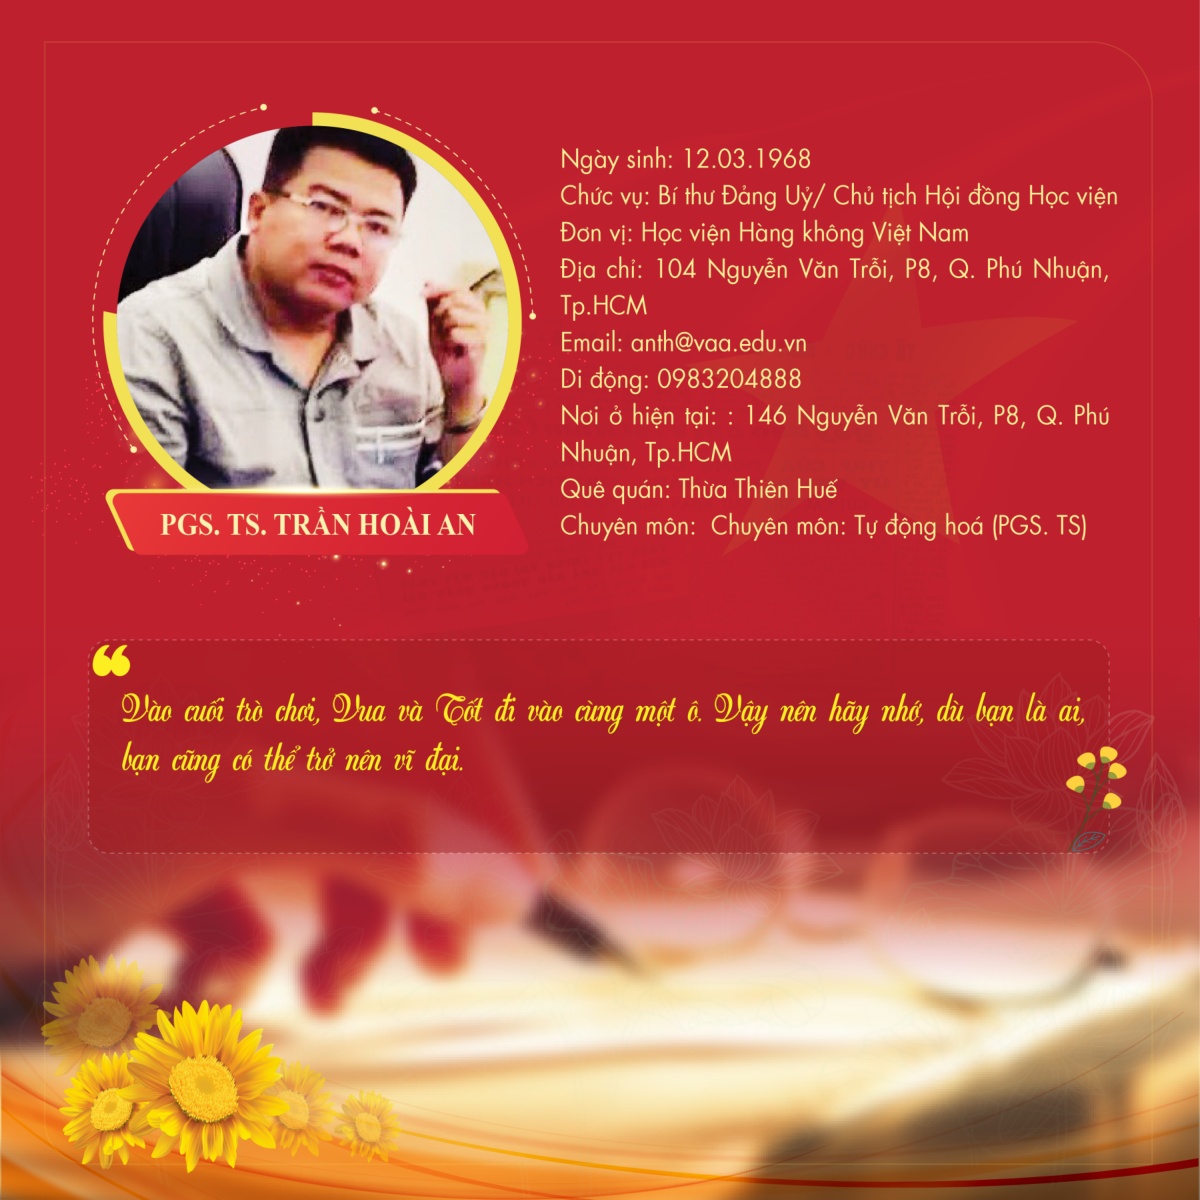 Ngày sinh: 12.03.1968
Chức vụ: Bí thư Đảng Uỷ/ Chủ tịch Hội đồng Học viện
Đơn vị: Học viện Hàng không Việt Nam
Địa chỉ: 104 Nguyễn Văn Trỗi, P8, Q. Phú Nhuận,
Tp.HCM
Email: anth@vaa.edu.vn
Di động: 0983204888
Nơi ở hiện tại: : 146 Nguyễn Văn Trỗi, P8, Q. Phú
Nhuận, Tp.HCM
Quê quán: Thừa Thiên Huế
Chuyên môn: Chuyên môn: Tự động hoá (PGS. TS)
PGS. TS. TRẦN HOÀI AN
Vào cuối trò chơi, Vua và Tốt đi vào cùng một ô. Vậy nên hãy nhớ, dù bạn là ai,
bạn cũng có thể trở nên vĩ đại.